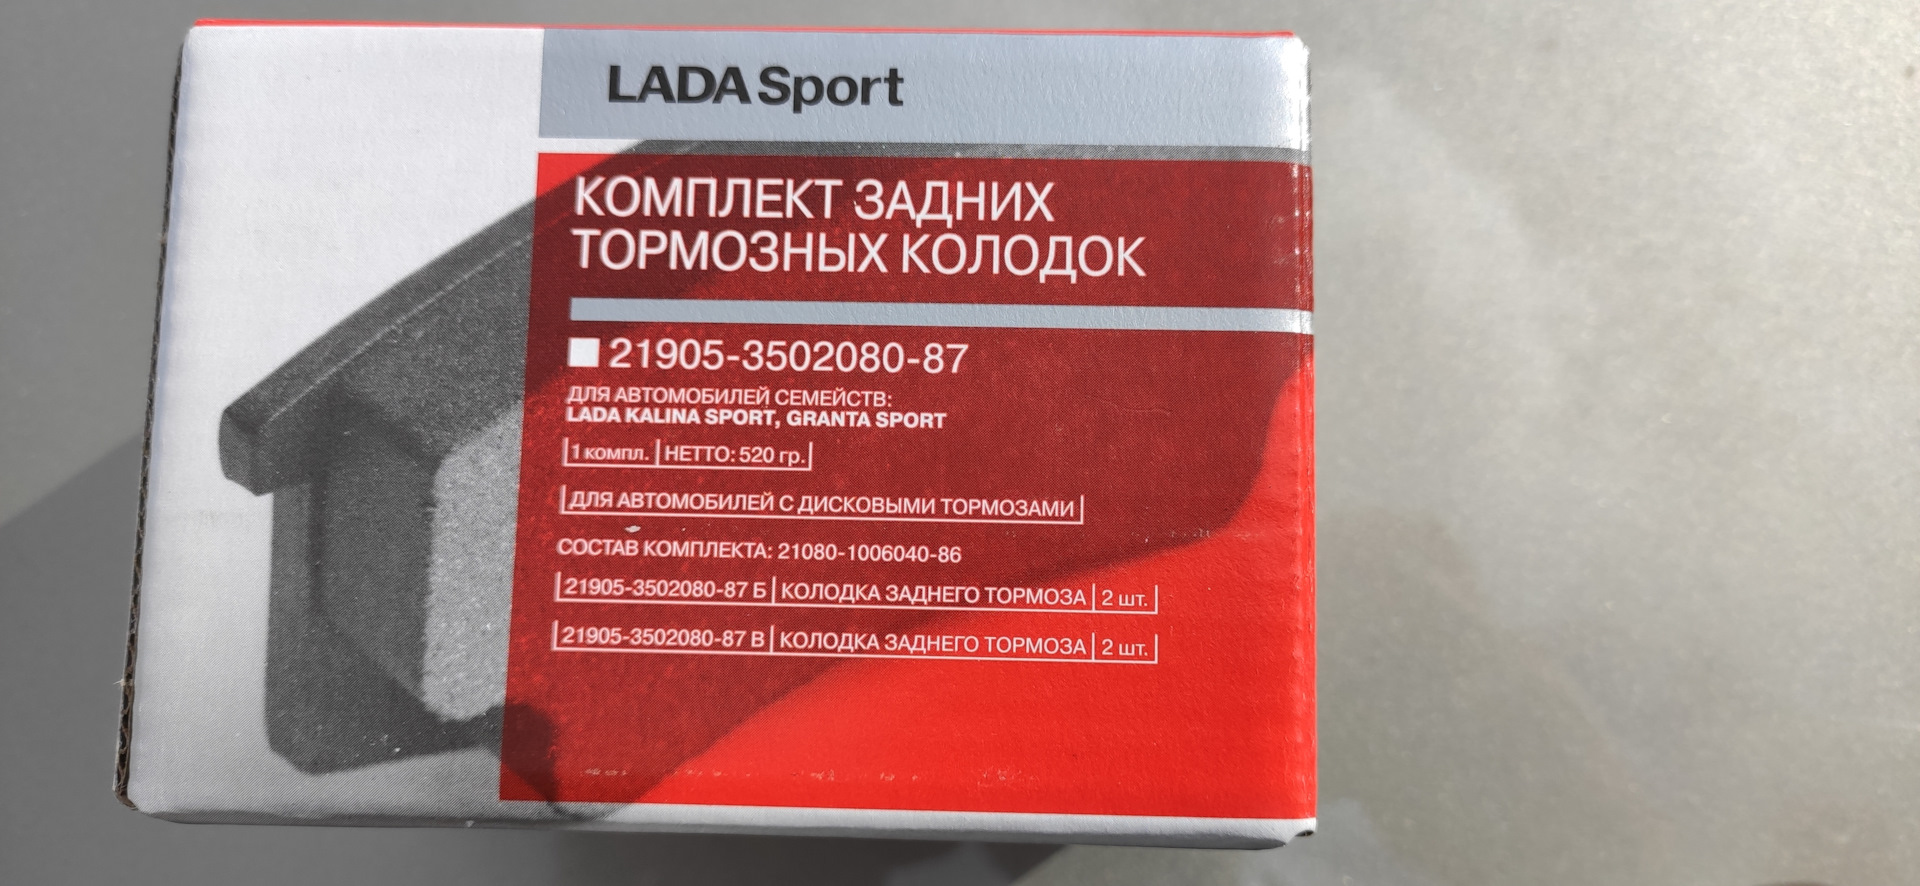 LADA Sport
КОМПЛЕКТ ЗАДНИХ
ТОРМОЗНЫХ КОЛОДОК
21905-3502080-87
ДЛЯ АВТОМОБИЛЕЙ СЕМЕЙСТВ:
LADA KALINA SPORT, GRANTA SPORT
1 компл. НЕТТО: 520 гр.
ДЛЯ АВТОМОБИЛЕЙ С ДИСКОВЫМИ ТОРМОЗАМИ
СОСТАВ КОМПЛЕКТА: 21080-1006040-86
21905-3502080-87 Б КОЛОДКА ЗАДНЕГО ТОРМОЗА 2 шт.
21905-3502080-87 В КОЛОДКА ЗАДНЕГО ТОРМОЗА 2 шт.